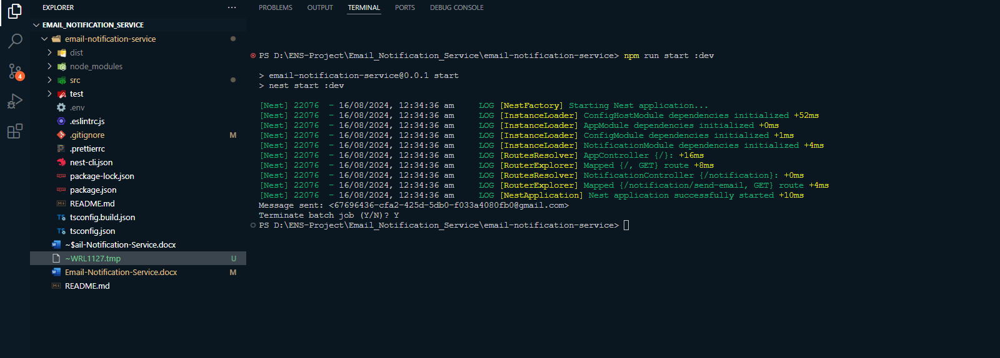 EXPLORER
EMAIL_NOTIFICATION_SERVICE
email-notification-service
dist
node_modules
src
test
.env
.eslintrc.js
.gitignore M
.prettierrc
nest-cli.json
package-lock.json
package.json
README.md
TS tsconfig.build.json
TS tsconfig.json
~$ail-Notification-Service.docx
~WRL1127.tmp U
Email-Notification-Service.docx M
README.md
4
PROBLEMS OUTPUT TERMINAL PORTS DEBUG CONSOLE
PS D:\ENS-Project\Email_Notification_Service\email-notification-service> npm run start :dev
> email-notification-service@0.0.1 start
> nest start :dev
[Nest] 22076  - 16/08/2024, 12:34:36 am     LOG [NestFactory] Starting Nest application...
[Nest] 22076  - 16/08/2024, 12:34:36 am     LOG [InstanceLoader] ConfigHostModule dependencies initialized +52ms
[Nest] 22076  - 16/08/2024, 12:34:36 am     LOG [InstanceLoader] AppModule dependencies initialized +0ms
[Nest] 22076  - 16/08/2024, 12:34:36 am     LOG [InstanceLoader] ConfigModule dependencies initialized +1ms
[Nest] 22076  - 16/08/2024, 12:34:36 am     LOG [InstanceLoader] NotificationModule dependencies initialized +4ms
[Nest] 22076  - 16/08/2024, 12:34:36 am     LOG [RoutesResolver] AppController {/}: +16ms
[Nest] 22076  - 16/08/2024, 12:34:36 am     LOG [RouterExplorer] Mapped {/, GET} route +8ms
[Nest] 22076  - 16/08/2024, 12:34:36 am     LOG [RoutesResolver] NotificationController {/notification}: +0ms
[Nest] 22076  - 16/08/2024, 12:34:36 am     LOG [RouterExplorer] Mapped {/notification/send-email, GET} route +4ms
[Nest] 22076  - 16/08/2024, 12:34:36 am     LOG [NestApplication] Nest application successfully started +10ms
Message sent: <67696436-cfa2-425d-5db0-f033a4080fb0@gmail.com>
Terminate batch job (Y/N)? Y
PS D:\ENS-Project\Email_Notification_Service\email-notification-service>